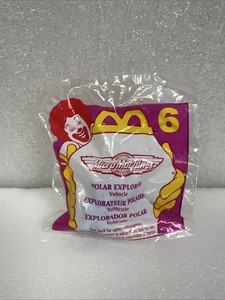 6
Micro Machines
POLAR EXPLORER
Vehicle
EXPLORATEUR POLAIRE
Véhicule
EXPLORADOR POLAR
Vehículo